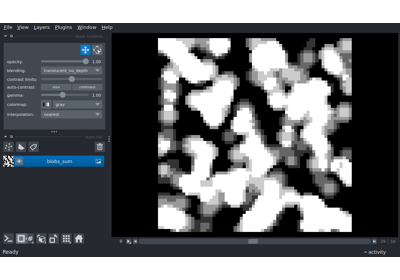 File View Layers Plugins Window Help
opacity: 1.00
blending: translucent_no_depth
contrast limits:
auto-contrast: once continuous
gamma: 1.00
colormap: gray
interpolation: nearest
blobs_sum
Ready
activity